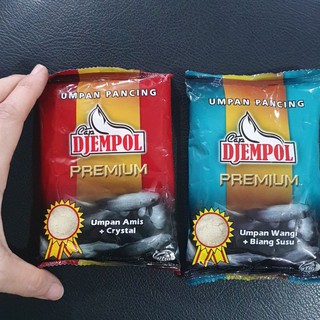 UMPAN PANCING
Cap
DJEMPOL
PREMIUM
Umpan Amis
+ Crystal
UMPAN PANCING
Cap
DJEMPOL
PREMIUM
Umpan Wangi
+ Biang Susu